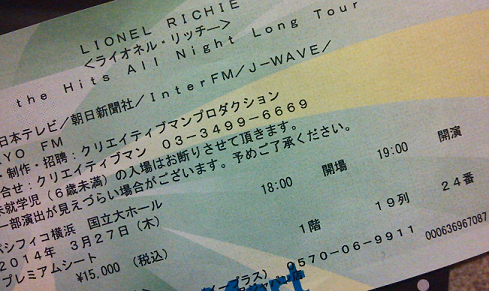 LIONEL RICHIE
<ライオネル・リッチー>
the Hits All Night Long Tour
日本テレビ/朝日新聞社/InterFM/J-WAVE/
YO FM
・制作・招聘:クリエイティブマンプロダクション
合せ:クリエイティブマン 03-3499-6669
就学児(6歳未満)の入場はお断りさせて頂きます。
一部演出が見えづらい場合がございます。予めご了承ください。
18:00 開場 19:00 開演
シフィコ横浜 国立大ホール
2014年 3月27日(木)
1階 19列 24番
プレミアムシート
¥15,000 (税込)
0570-06-9911 000636967087